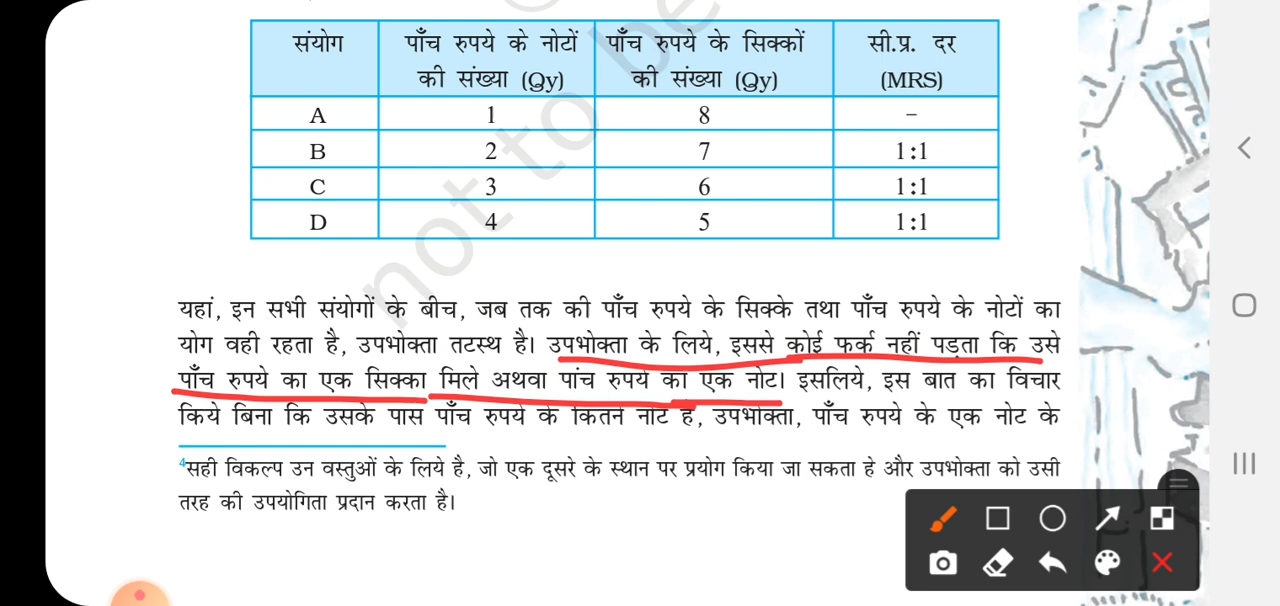 संयोग पाँच रुपये के नोटों की संख्या (Qy) पाँच रुपये के सिक्कों की संख्या (Qy) सी.प्र. दर (MRS)
A 1 8 –
B 2 7 1:1
C 3 6 1:1
D 4 5 1:1
यहां, इन सभी संयोगों के बीच, जब तक की पाँच रुपये के सिक्के तथा पाँच रुपये के नोटों का
योग वही रहता है, उपभोक्ता तटस्थ है। उपभोक्ता के लिये, इससे कोई फर्क नहीं पड़ता कि उसे
पाँच रुपये का एक सिक्का मिले अथवा पांच रुपये का एक नोट। इसलिये, इस बात का विचार
किये बिना कि उसके पास पाँच रुपये के कितने नोट हैं, उपभोक्ता, पाँच रुपये के एक नोट के
4सही विकल्प उन वस्तुओं के लिये है, जो एक दूसरे के स्थान पर प्रयोग किया जा सकता हे और उपभोक्ता को उसी
तरह की उपयोगिता प्रदान करता है।
not to be